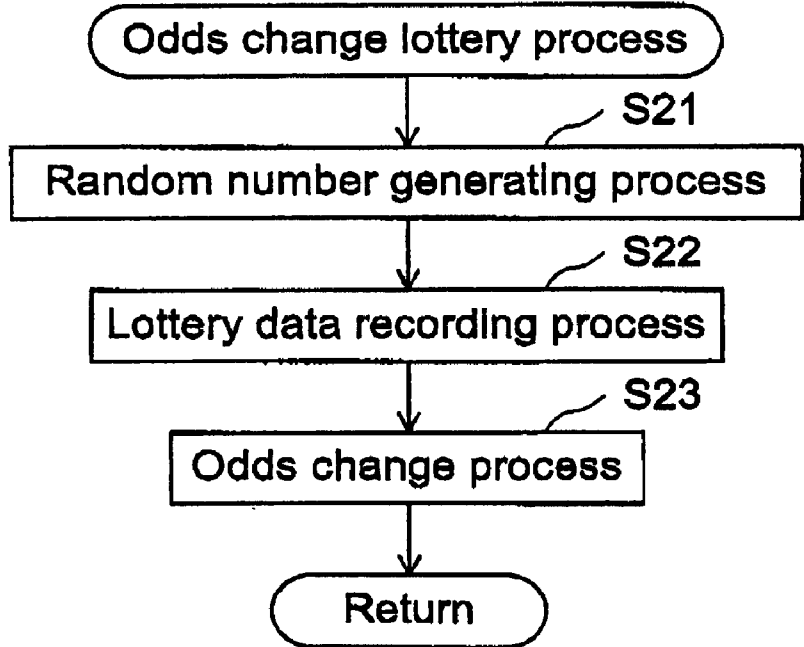 Odds change lottery process
S21
Random number generating process
S22
Lottery data recording process
S23
Odds change process
Return